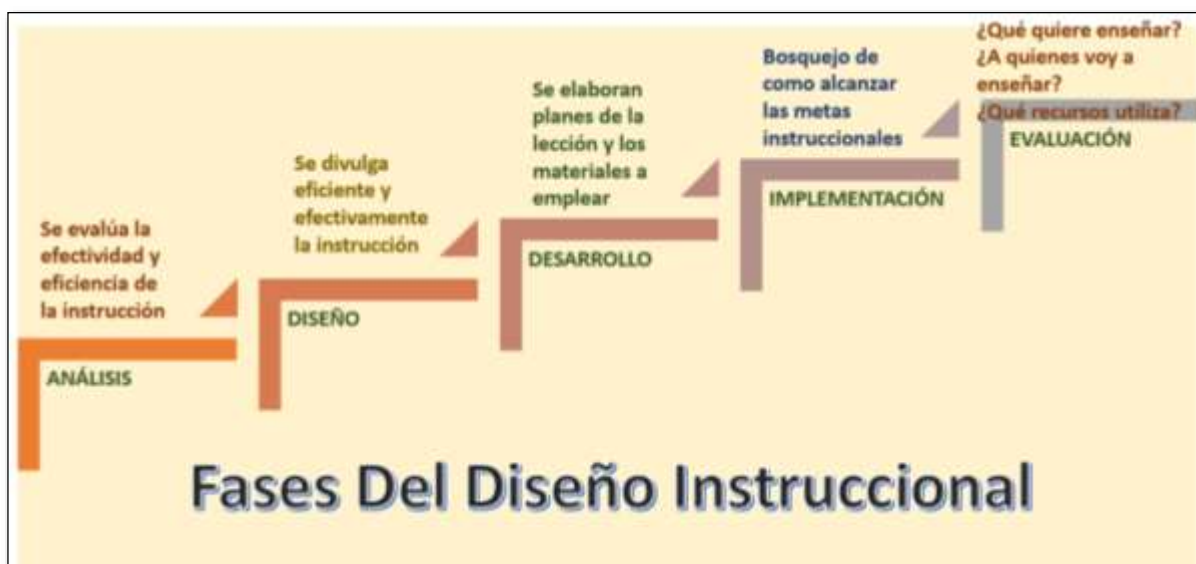 Se evalúa la
efectividad y
eficiencia de
la instrucción
ANÁLISIS
Se divulga
eficiente y
efectivamente
la instrucción
DISEÑO
Se elaboran
planes de la
lección y los
materiales a
emplear
DESARROLLO
Bosquejo de
como alcanzar
las metas
instruccionales
IMPLEMENTACIÓN
¿Qué quiere enseñar?
¿A quienes voy a
enseñar?
¿Qué recursos utiliza?
EVALUACIÓN
Fases Del Diseño Instruccional